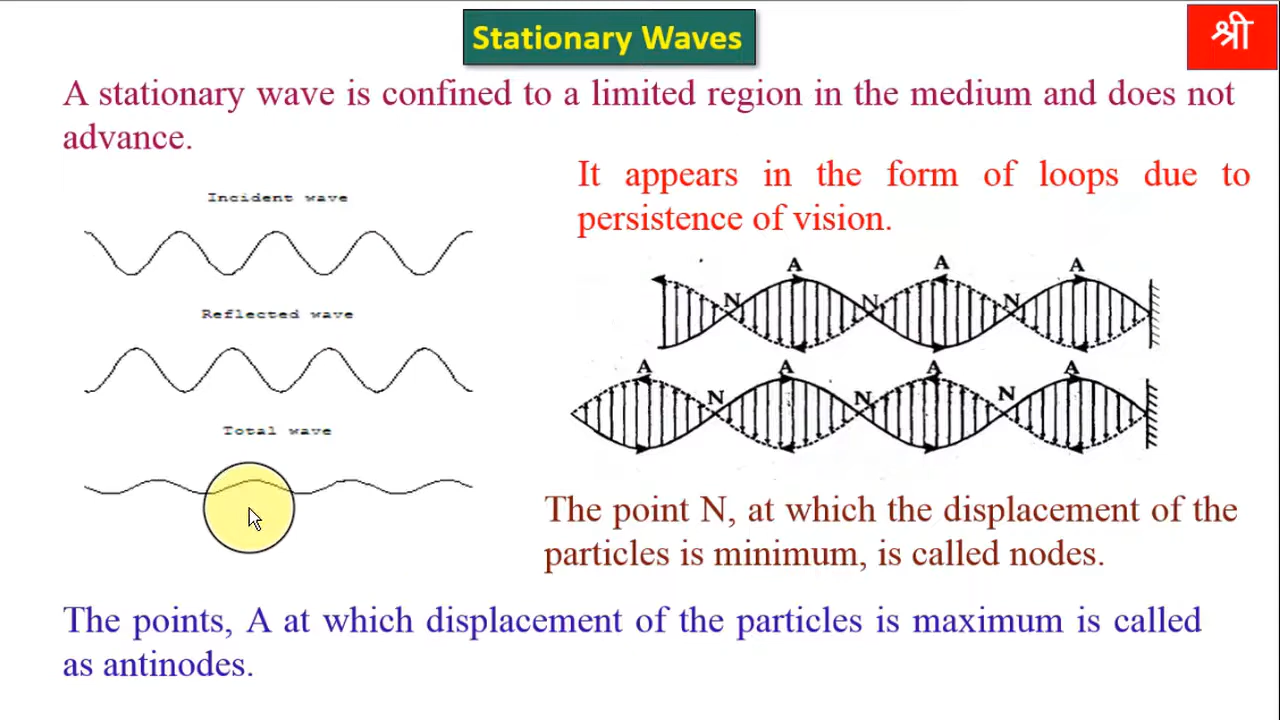 Stationary Waves
श्री
A stationary wave is confined to a limited region in the medium and does not
advance.
Incident wave
It appears in the form of loops due to
persistence of vision.
A A A
N N N
Reflected wave
A A A A
N N N
Total wave
The point N, at which the displacement of the
particles is minimum, is called nodes.
The points, A at which displacement of the particles is maximum is called
as antinodes.